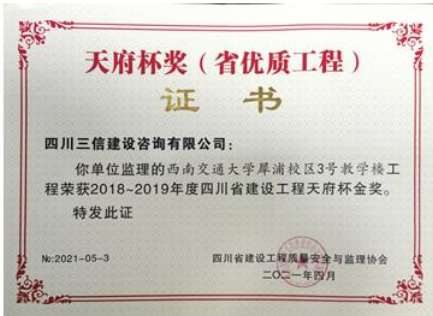 天府杯奖（省优质工程）
证 书
四川三信建设咨询有限公司：
你单位监理的西南交通大学犀浦校区3号教学楼工
程荣获2018~2019年度四川省建设工程天府杯金奖。
特发此证
№:2021-05-3
四川省建设工程质量安全与监理协会
二〇二一年四月